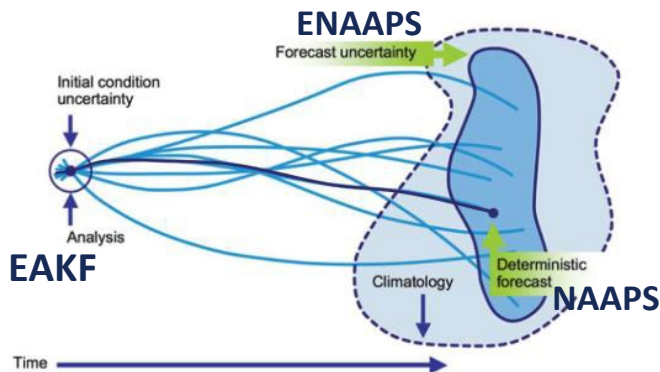 ENAAPS
Forecast uncertainty
Initial condition
uncertainty
Analysis
EAKF
Deterministic
forecast
NAAPS
Climatology
Time